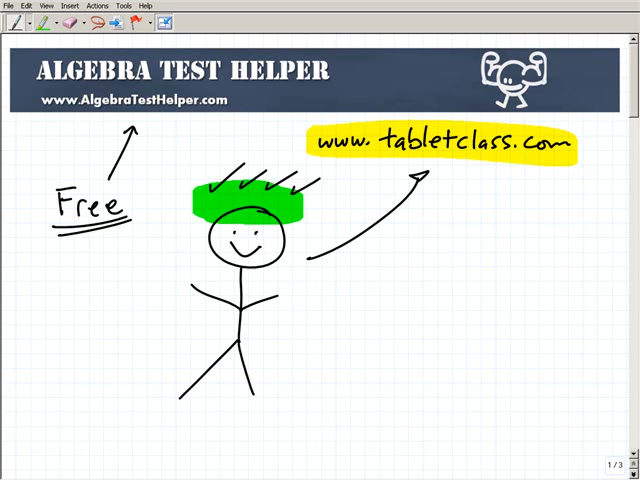 File Edit View Insert Actions Tools Help
ALGEBRA TEST HELPER
www.AlgebraTestHelper.com
www.tabletclass.com
Free
1 / 3